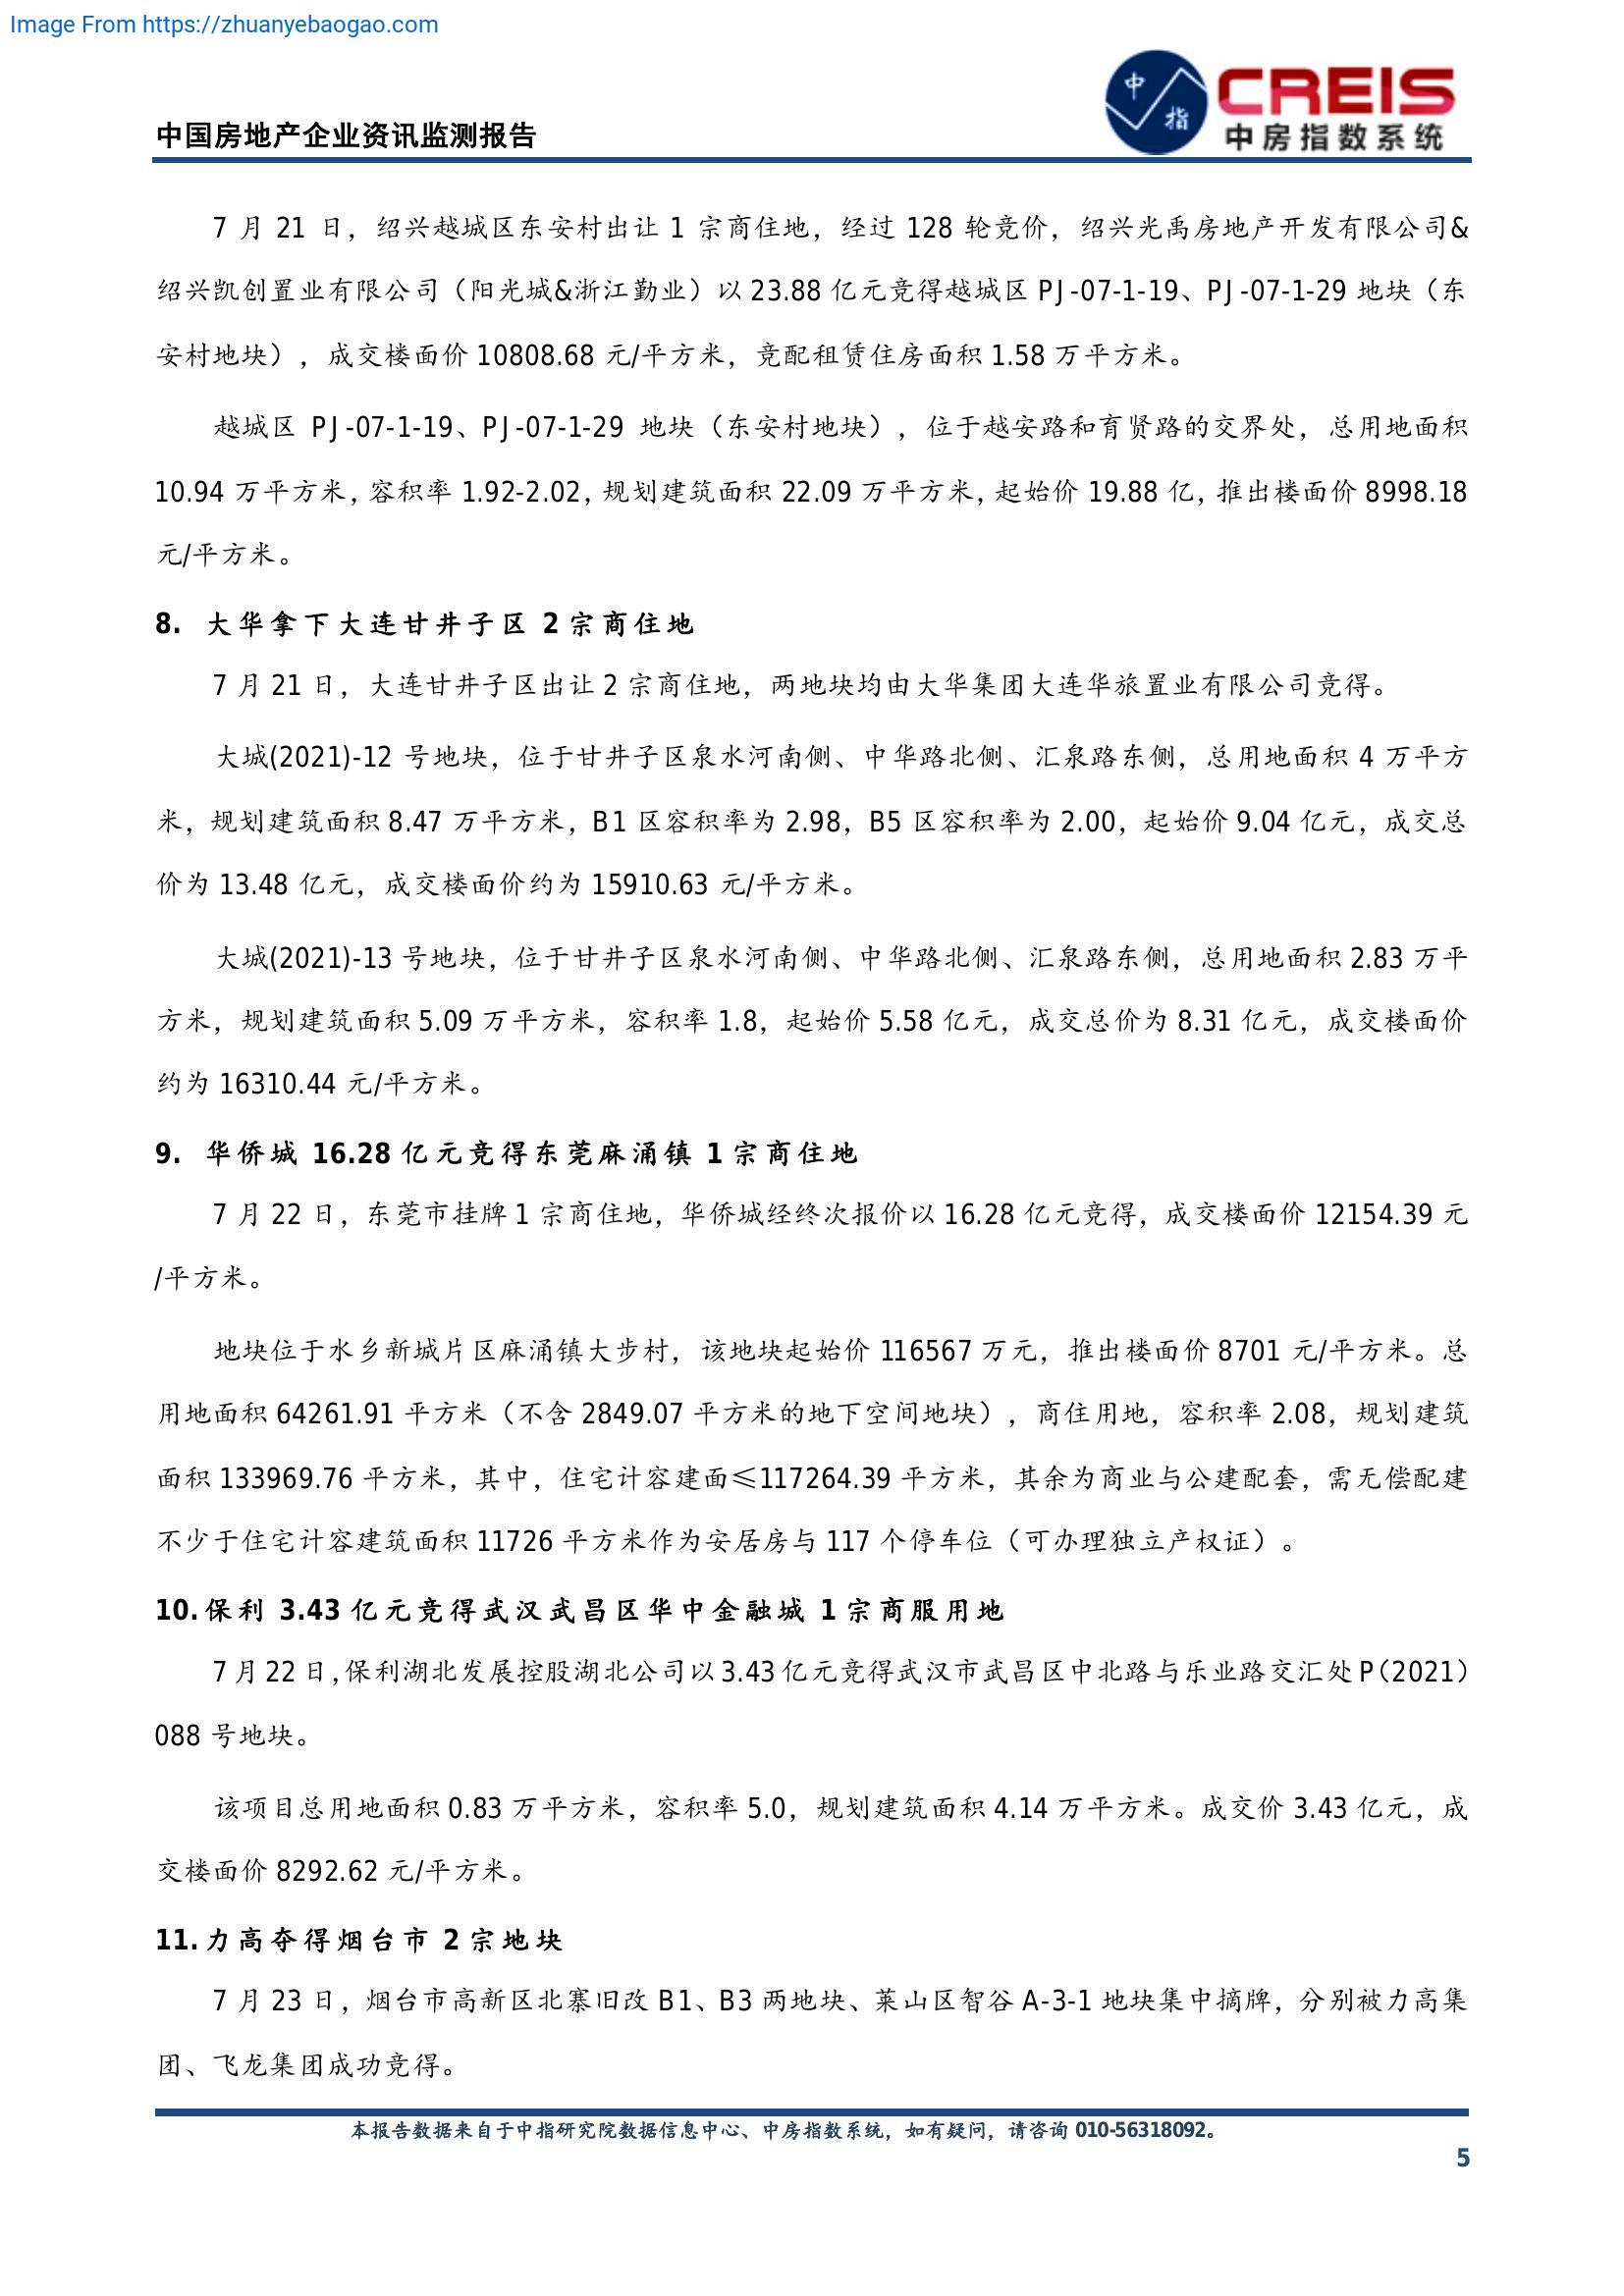 Image From https://zhuanyebaogao.com
中国房地产企业资讯监测报告
中指
CREIS
中房指数系统
7 月 21 日，绍兴越城区东安村出让 1 宗商住地，经过 128 轮竞价，绍兴光禹房地产开发有限公司&
绍兴凯创置业有限公司（阳光城&浙江勤业）以 23.88 亿元竞得越城区 PJ-07-1-19、PJ-07-1-29 地块（东
安村地块），成交楼面价 10808.68 元/平方米，竞配租赁住房面积 1.58 万平方米。
越城区 PJ-07-1-19、PJ-07-1-29 地块（东安村地块），位于越安路和育贤路的交界处，总用地面积
10.94 万平方米，容积率 1.92-2.02，规划建筑面积 22.09 万平方米，起始价 19.88 亿，推出楼面价 8998.18
元/平方米。
8. 大华拿下大连甘井子区 2 宗商住地
7 月 21 日，大连甘井子区出让 2 宗商住地，两地块均由大华集团大连华旅置业有限公司竞得。
大城(2021)-12 号地块，位于甘井子区泉水河南侧、中华路北侧、汇泉路东侧，总用地面积 4 万平方
米，规划建筑面积 8.47 万平方米，B1 区容积率为 2.98，B5 区容积率为 2.00，起始价 9.04 亿元，成交总
价为 13.48 亿元，成交楼面价约为 15910.63 元/平方米。
大城(2021)-13 号地块，位于甘井子区泉水河南侧、中华路北侧、汇泉路东侧，总用地面积 2.83 万平
方米，规划建筑面积 5.09 万平方米，容积率 1.8，起始价 5.58 亿元，成交总价为 8.31 亿元，成交楼面价
约为 16310.44 元/平方米。
9. 华侨城 16.28 亿元竞得东莞麻涌镇 1 宗商住地
7 月 22 日，东莞市挂牌 1 宗商住地，华侨城经终次报价以 16.28 亿元竞得，成交楼面价 12154.39 元
/平方米。
地块位于水乡新城片区麻涌镇大步村，该地块起始价 116567 万元，推出楼面价 8701 元/平方米。总
用地面积 64261.91 平方米（不含 2849.07 平方米的地下空间地块），商住用地，容积率 2.08，规划建筑
面积 133969.76 平方米，其中，住宅计容建面≤117264.39 平方米，其余为商业与公建配套，需无偿配建
不少于住宅计容建筑面积 11726 平方米作为安居房与 117 个停车位（可办理独立产权证）。
10. 保利 3.43 亿元竞得武汉武昌区华中金融城 1 宗商服用地
7 月 22 日，保利湖北发展控股湖北公司以 3.43 亿元竞得武汉市武昌区中北路与乐业路交汇处 P（2021）
088 号地块。
该项目总用地面积 0.83 万平方米，容积率 5.0，规划建筑面积 4.14 万平方米。成交价 3.43 亿元，成
交楼面价 8292.62 元/平方米。
11. 力高夺得烟台市 2 宗地块
7 月 23 日，烟台市高新区北寨旧改 B1、B3 两地块、莱山区智谷 A-3-1 地块集中摘牌，分别被力高集
团、飞龙集团成功竞得。
本报告数据来自于中指研究院数据信息中心、中房指数系统，如有疑问，请咨询 010-56318092。
5